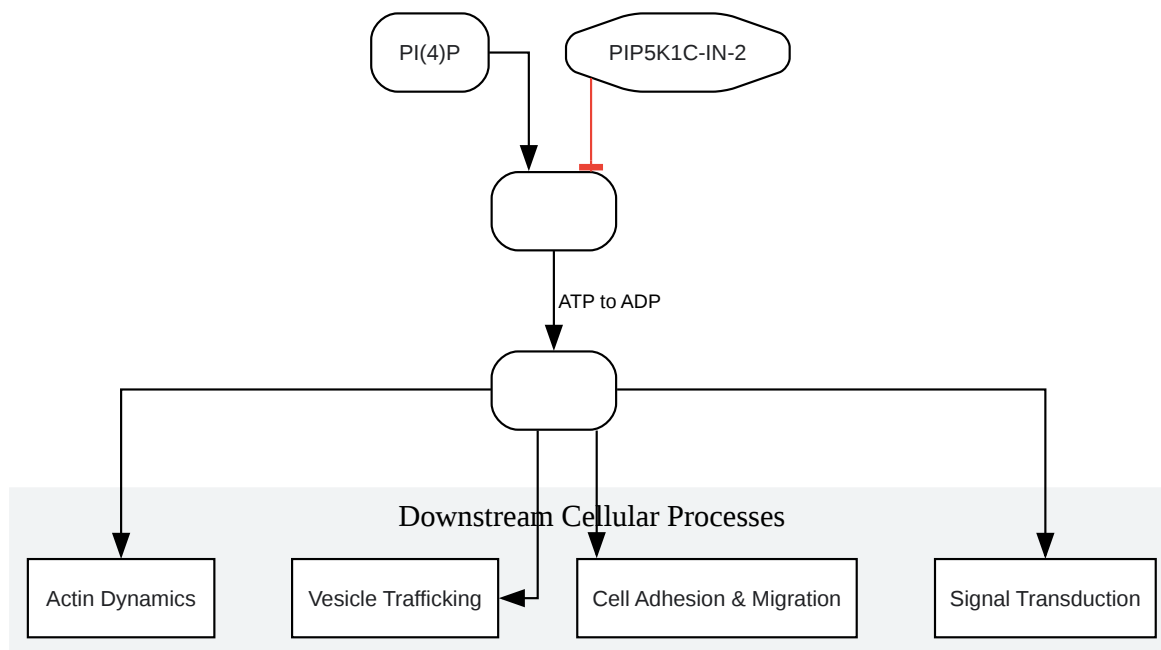 PI(4)P
PIP5K1C-IN-2
ATP to ADP
Downstream Cellular Processes
Actin Dynamics
Vesicle Trafficking
Cell Adhesion & Migration
Signal Transduction